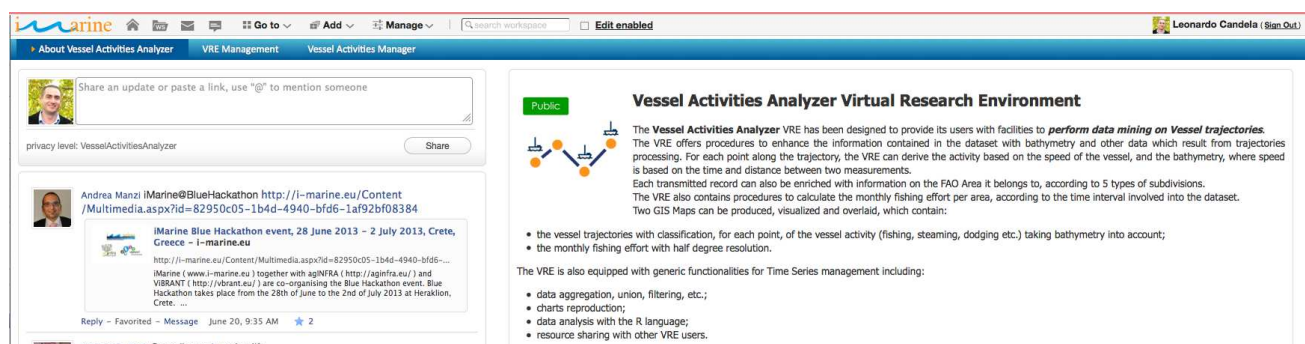 iMarine Go to Add Manage search workspace Edit enabled Leonardo Candela (Sign Out)
About Vessel Activities Analyzer VRE Management Vessel Activities Manager
Share an update or paste a link, use "@" to mention someone
privacy level: VesselActivitiesAnalyzer Share
Andrea Manzi iMarine@BlueHackathon http://i-marine.eu/Content
/Multimedia.aspx?id=82950c05-1b4d-4940-bfd6-1af92bf08384
iMarine Blue Hackathon event, 28 June 2013 - 2 July 2013, Crete,
Greece - i-marine.eu
http://i-marine.eu/Content/Multimedia.aspx?id=82950c05-1b4d-4940-bfd6-...
iMarine ( www.i-marine.eu ) together with agINFRA ( http://aginfra.eu/ ) and
ViBRANT ( http://vbrant.eu/ ) are co-organising the Blue Hackathon event. Blue
Hackathon takes place from the 28th of June to the 2nd of July 2013 at Heraklion,
Crete. ...
Reply - Favorited - Message June 20, 9:35 AM 2
Public
Vessel Activities Analyzer Virtual Research Environment
The Vessel Activities Analyzer VRE has been designed to provide its users with facilities to perform data mining on Vessel trajectories.
The VRE offers procedures to enhance the information contained in the dataset with bathymetry and other data which result from trajectories
processing. For each point along the trajectory, the VRE can derive the activity based on the speed of the vessel, and the bathymetry, where speed
is based on the time and distance between two measurements.
Each transmitted record can also be enriched with information on the FAO Area it belongs to, according to 5 types of subdivisions.
The VRE also contains procedures to calculate the monthly fishing effort per area, according to the time interval involved into the dataset.
Two GIS Maps can be produced, visualized and overlaid, which contain:
• the vessel trajectories with classification, for each point, of the vessel activity (fishing, steaming, dodging etc.) taking bathymetry into account;
• the monthly fishing effort with half degree resolution.
The VRE is also equipped with generic functionalities for Time Series management including:
• data aggregation, union, filtering, etc.;
• charts reproduction;
• data analysis with the R language;
• resource sharing with other VRE users.